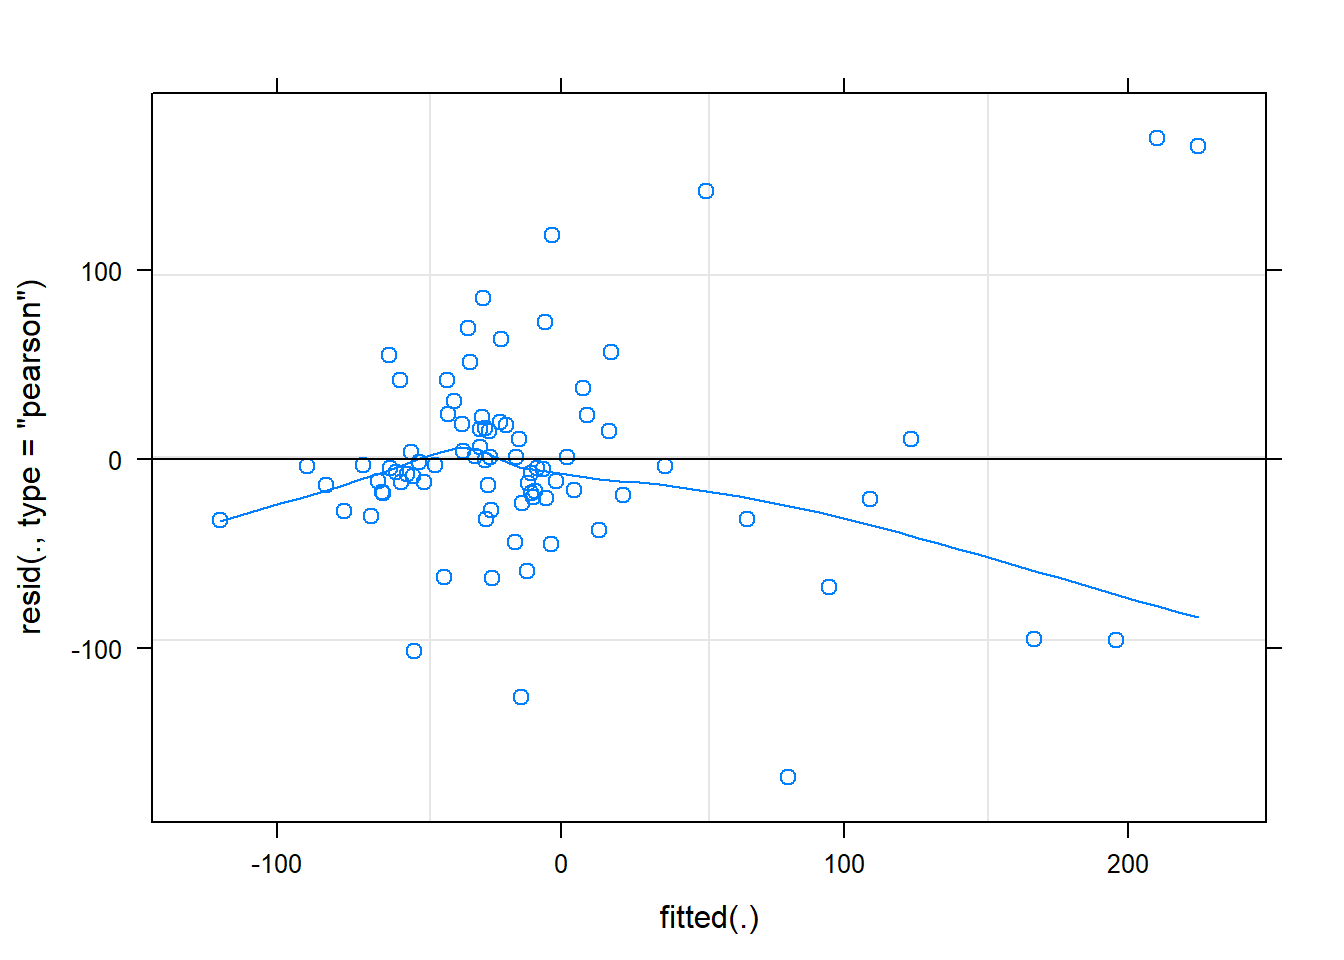 resid(., type = "pearson")
100
0
-100
-100 0 100 200
fitted(.)